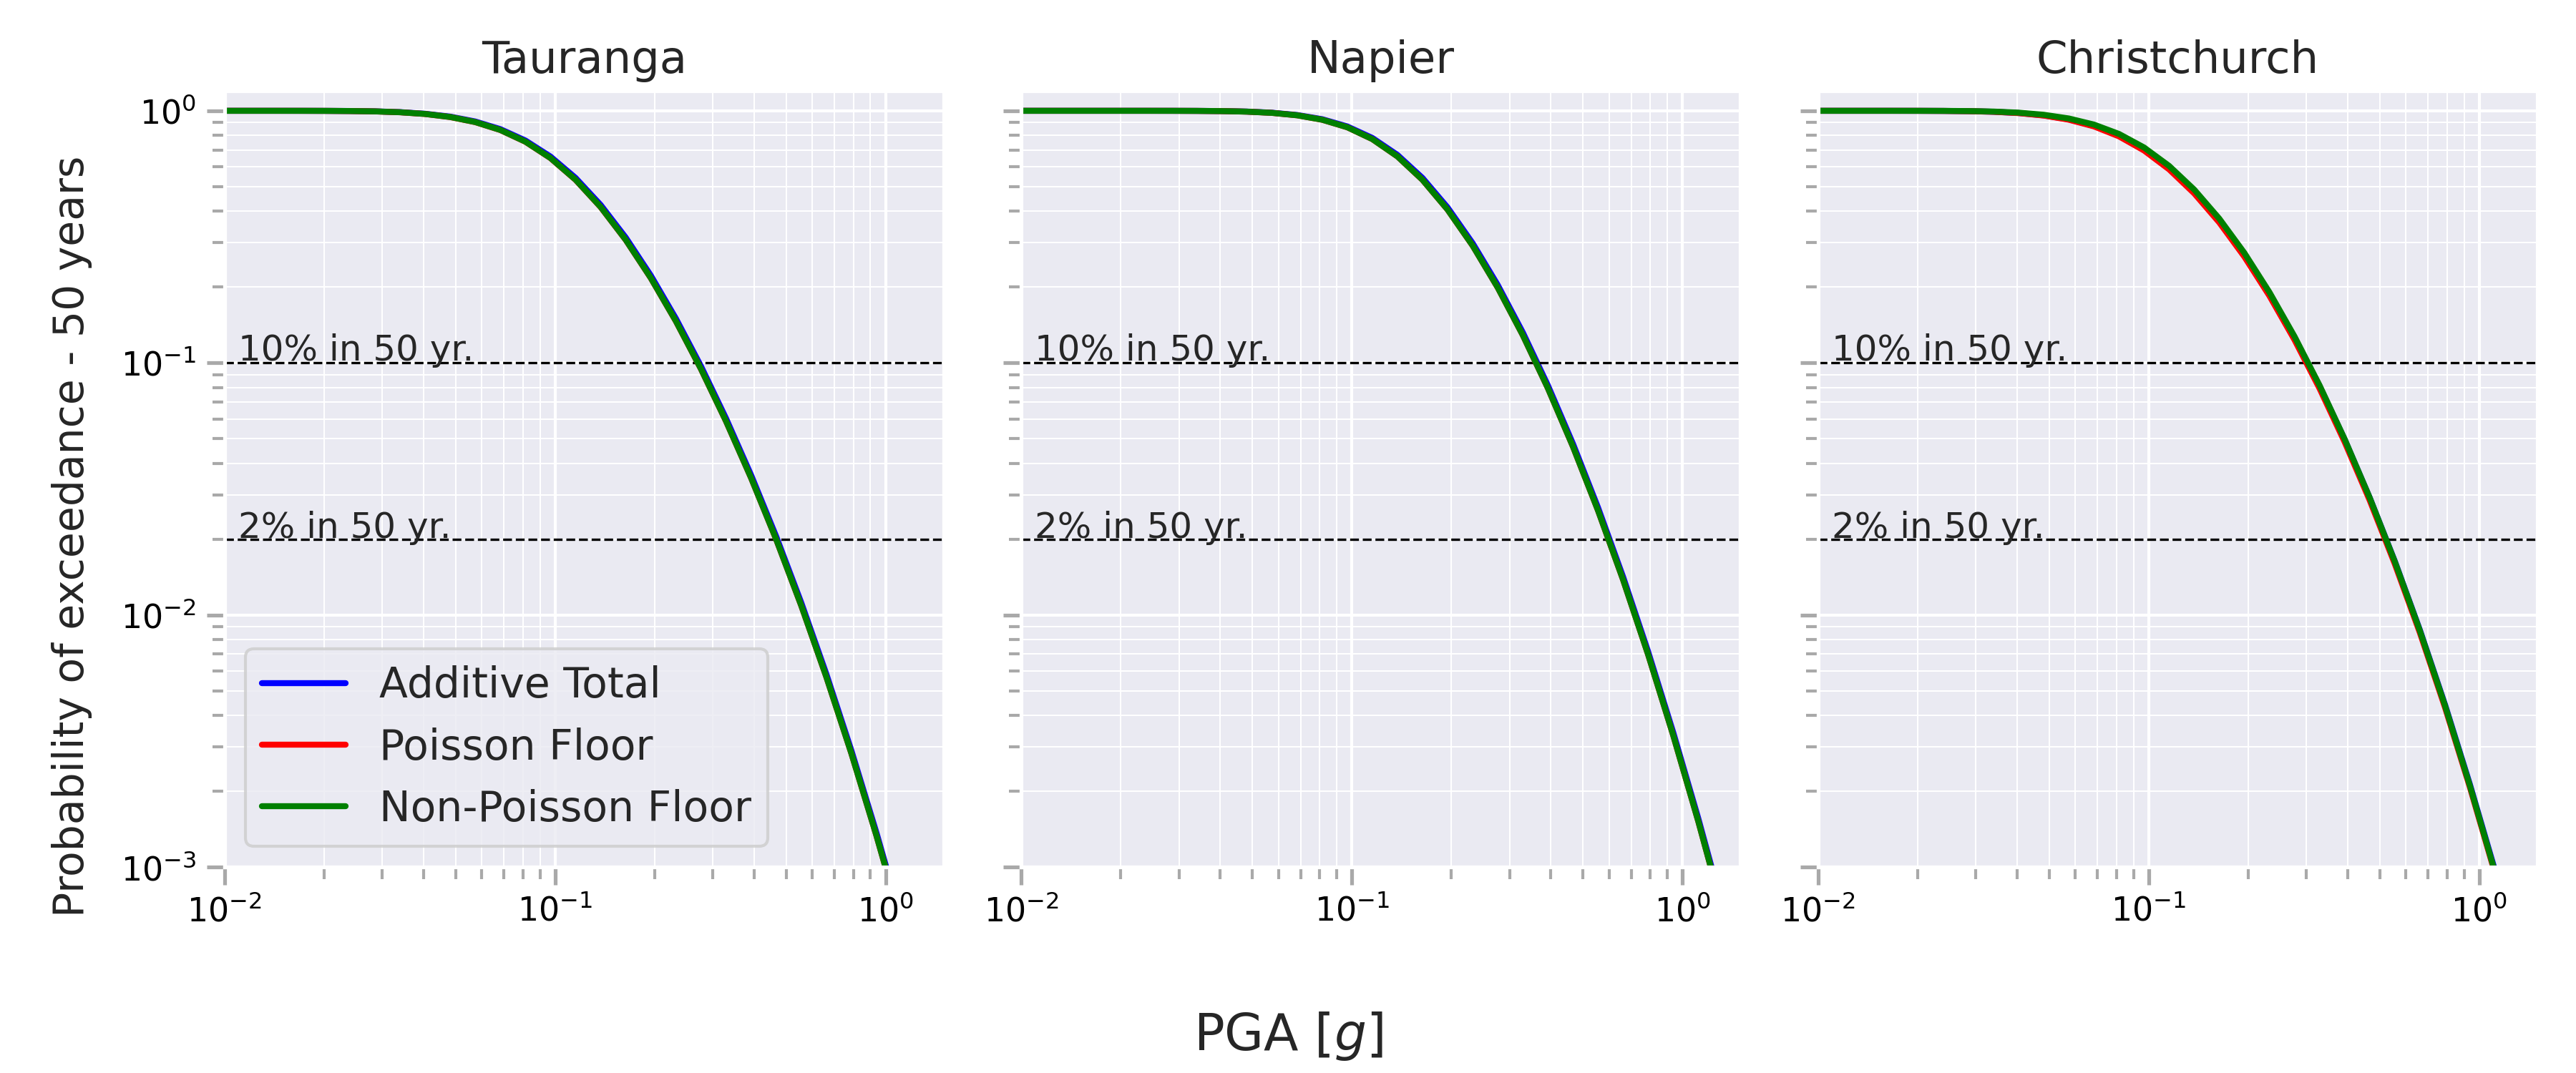 Tauranga
Napier
Christchurch
Probability of exceedance - 50 years
10⁰
10⁻¹
10⁻²
10⁻³
10% in 50 yr.
2% in 50 yr.
Additive Total
Poisson Floor
Non-Poisson Floor
10⁻² 10⁻¹ 10⁰
10% in 50 yr.
2% in 50 yr.
10⁻² 10⁻¹ 10⁰
10% in 50 yr.
2% in 50 yr.
10⁻² 10⁻¹ 10⁰
PGA [g]